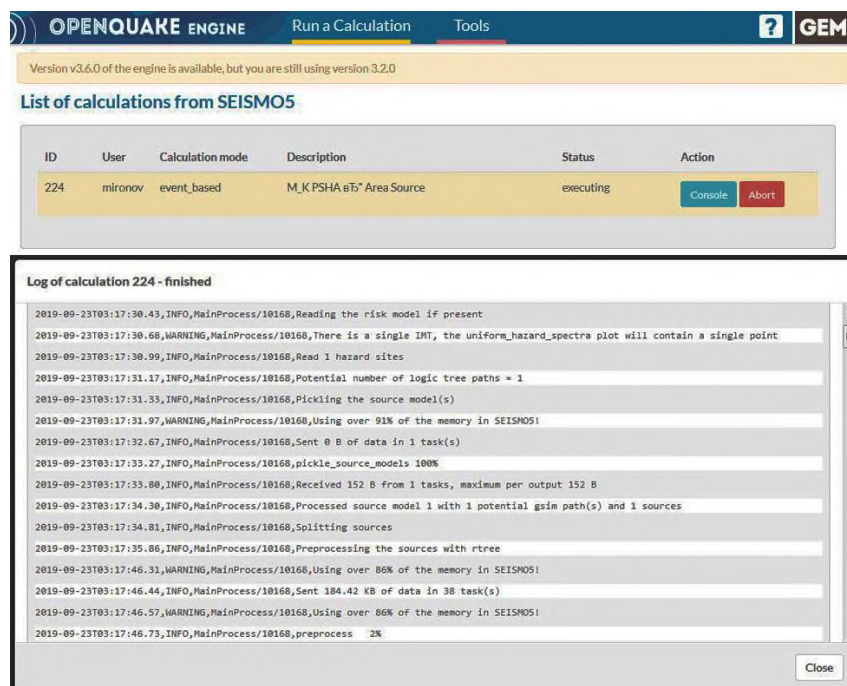 OPENQUAKE ENGINE Run a Calculation Tools ? GEM
Version v3.6.0 of the engine is available, but you are still using version 3.2.0
List of calculations from SEISMO5
ID User Calculation mode Description Status Action
224 mironov event_based M_K PSHA вЂ" Area Source executing Console Abort
Log of calculation 224 - finished
2019-09-23T03:17:30.43,INFO,MainProcess/10168,Reading the risk model if present
2019-09-23T03:17:30.68,WARNING,MainProcess/10168,There is a single IMT, the uniform_hazard_spectra plot will contain a single point
2019-09-23T03:17:30.99,INFO,MainProcess/10168,Read 1 hazard sites
2019-09-23T03:17:31.17,INFO,MainProcess/10168,Potential number of logic tree paths = 1
2019-09-23T03:17:31.33,INFO,MainProcess/10168,Pickling the source model(s)
2019-09-23T03:17:31.97,WARNING,MainProcess/10168,Using over 91% of the memory in SEISMO5!
2019-09-23T03:17:32.67,INFO,MainProcess/10168,Sent 0 B of data in 1 task(s)
2019-09-23T03:17:33.27,INFO,MainProcess/10168,pickle_source_models 100%
2019-09-23T03:17:33.80,INFO,MainProcess/10168,Received 152 B from 1 tasks, maximum per output 152 B
2019-09-23T03:17:34.30,INFO,MainProcess/10168,Processed source model 1 with 1 potential gsim path(s) and 1 sources
2019-09-23T03:17:34.81,INFO,MainProcess/10168,Splitting sources
2019-09-23T03:17:35.86,INFO,MainProcess/10168,Preprocessing the sources with rtree
2019-09-23T03:17:46.31,WARNING,MainProcess/10168,Using over 86% of the memory in SEISMO5!
2019-09-23T03:17:46.44,INFO,MainProcess/10168,Sent 184.42 KB of data in 38 task(s)
2019-09-23T03:17:46.57,WARNING,MainProcess/10168,Using over 86% of the memory in SEISMO5!
2019-09-23T03:17:46.73,INFO,MainProcess/10168,preprocess 2%
Close